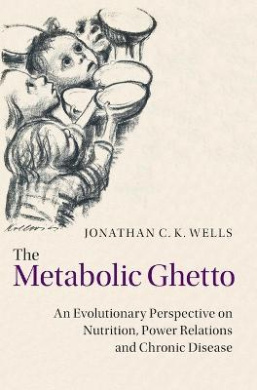 JONATHAN C. K. WELLS
The
Metabolic Ghetto
An Evolutionary Perspective on
Nutrition, Power Relations
and Chronic Disease